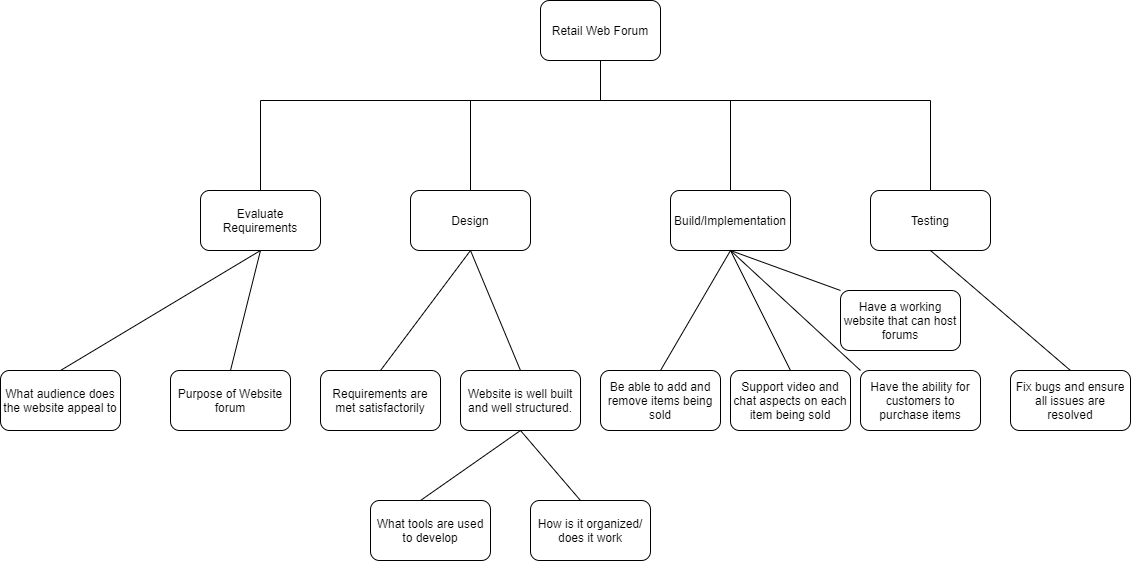 Retail Web Forum
Evaluate
Requirements
Design
Build/Implementation
Testing
Have a working
website that can host
forums
What audience does
the website appeal to
Purpose of Website
forum
Requirements are
met satisfactorily
Website is well built
and well structured.
Be able to add and
remove items being
sold
Support video and
chat aspects on each
item being sold
Have the ability for
customers to
purchase items
Fix bugs and ensure
all issues are
resolved
What tools are used
to develop
How is it organized/
does it work